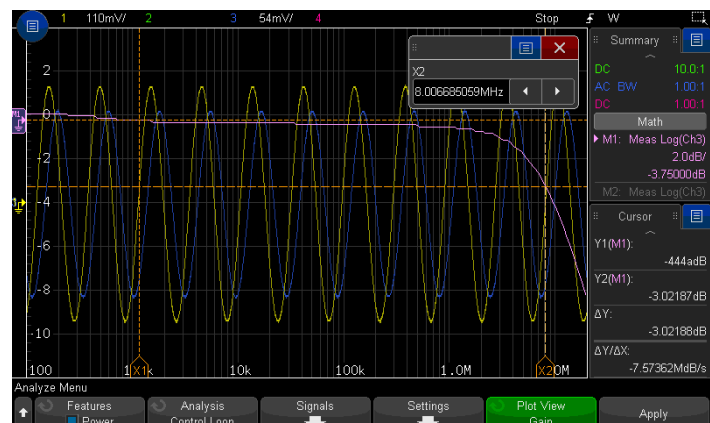 1 110mV/ 2 3 54mV/ 4 Stop W
X2
8.006685059MHz
Summary
DC 10.0:1
AC BW 1.00:1
DC 1.00:1
Math
M1: Meas Log(Ch3)
2.0dB/
-3.75000dB
M2: Meas Log(Ch3)
Cursor
Y1(M1):
-444adB
Y2(M1):
-3.02187dB
ΔY:
-3.02188dB
ΔY/ΔX:
-7.57362MdB/s
2
M1 0
-2
1 -4
-6
-8
-10
100 1 X1 k 10k 100k 1.0M X2 0M
Analyze Menu
Features Analysis Signals Settings Plot View Apply
Power Control Loop Gain